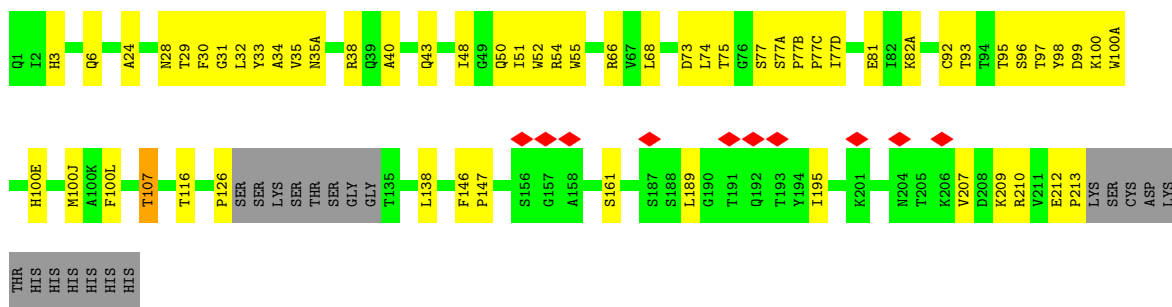 Q1 I2 H3 Q6 A24 N28 T29 F30 G31 L32 Y33 A34 V35 N35A R38 Q39 A40 Q43 I48 G49 Q50 I51 W52 R54 W55 R66 V67 L68 D73 L74 T75 G76 S77 S77A P77B P77C I77D E81 I82 K82A C92 T93 T94 T95 S96 T97 Y98 D99 K100 W100A
H100E M100J A100K F100L T107 T116 P126 SER SER LYS SER THR SER GLY GLY T135 L138 F146 P147 S156 G157 A158 S161 S187 S188 L189 G190 T191 Q192 T193 Y194 I195 K201 N204 T205 K206 V207 D208 K209 R210 V211 E212 P213 LYS SER CYS ASP LYS
THR HIS HIS HIS HIS HIS HIS